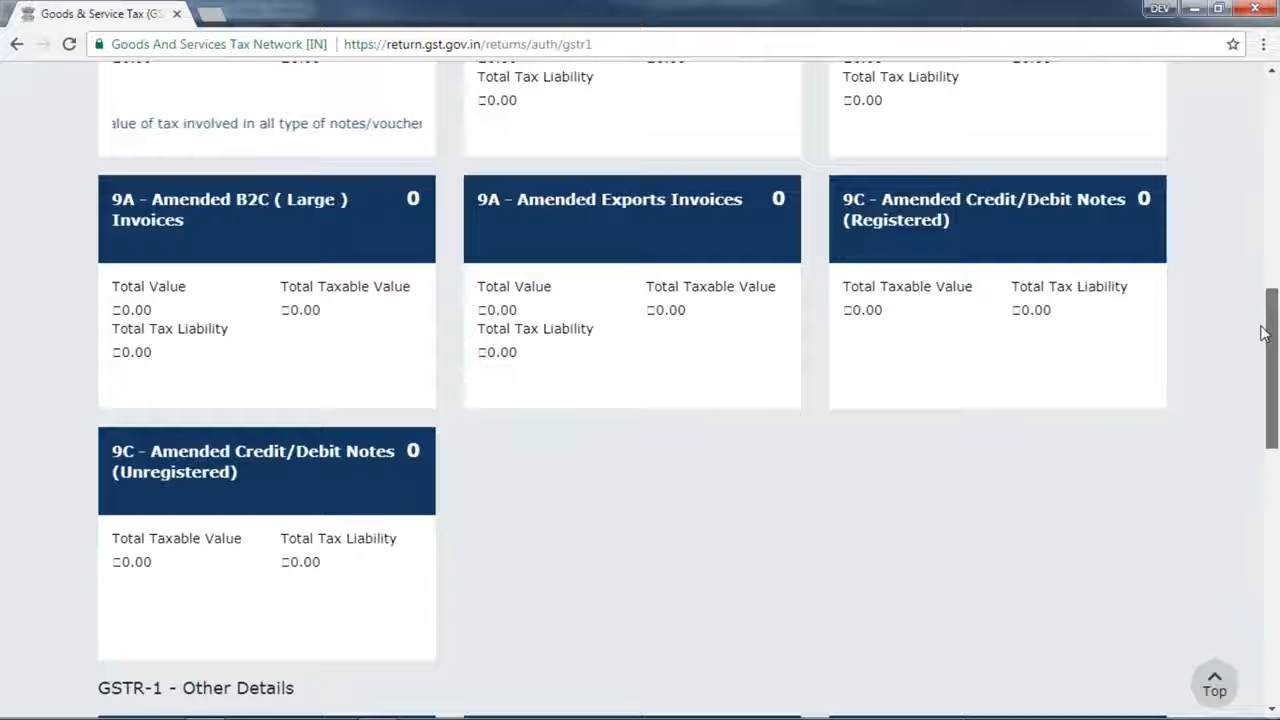 Goods & Service Tax (GS
DEV
Goods And Services Tax Network [IN]
https://return.gst.gov.in/returns/auth/gstr1
Total Tax Liability
Total Tax Liability
0.00
0.00
alue of tax involved in all type of notes/voucher
9A - Amended B2C ( Large ) Invoices 0
9A - Amended Exports Invoices 0
9C - Amended Credit/Debit Notes (Registered) 0
Total Value
Total Taxable Value
0.00
0.00
Total Tax Liability
0.00
Total Value
Total Taxable Value
0.00
0.00
Total Tax Liability
0.00
Total Taxable Value
Total Tax Liability
0.00
0.00
9C - Amended Credit/Debit Notes (Unregistered) 0
Total Taxable Value
Total Tax Liability
0.00
0.00
GSTR-1 - Other Details
Top